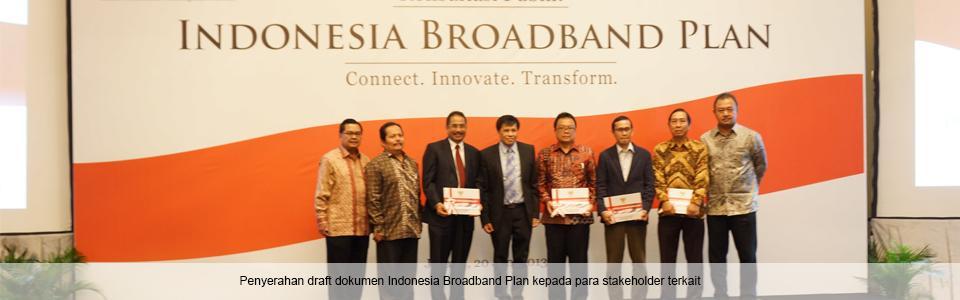 INDONESIA BROADBAND PLAN
Connect. Innovate. Transform.
Penyerahan draft dokumen Indonesia Broadband Plan kepada para stakeholder terkait